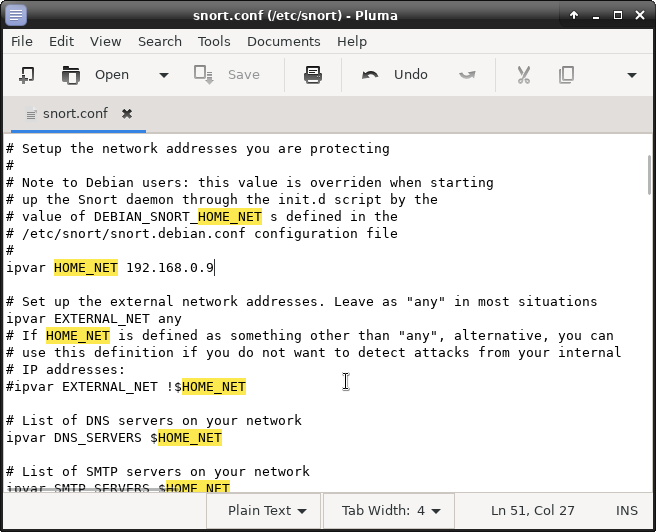 snort.conf (/etc/snort) - Pluma
File Edit View Search Tools Documents Help
Open Save Undo
snort.conf
# Setup the network addresses you are protecting
#
# Note to Debian users: this value is overriden when starting
# up the Snort daemon through the init.d script by the
# value of DEBIAN_SNORT_HOME_NET s defined in the
# /etc/snort/snort.debian.conf configuration file
#
ipvar HOME_NET 192.168.0.9
# Set up the external network addresses. Leave as "any" in most situations
ipvar EXTERNAL_NET any
# If HOME_NET is defined as something other than "any", alternative, you can
# use this definition if you do not want to detect attacks from your internal
# IP addresses:
#ipvar EXTERNAL_NET !$HOME_NET
# List of DNS servers on your network
ipvar DNS_SERVERS $HOME_NET
# List of SMTP servers on your network
ipvar SMTP_SERVERS $HOME_NET
Plain Text Tab Width: 4 Ln 51, Col 27 INS